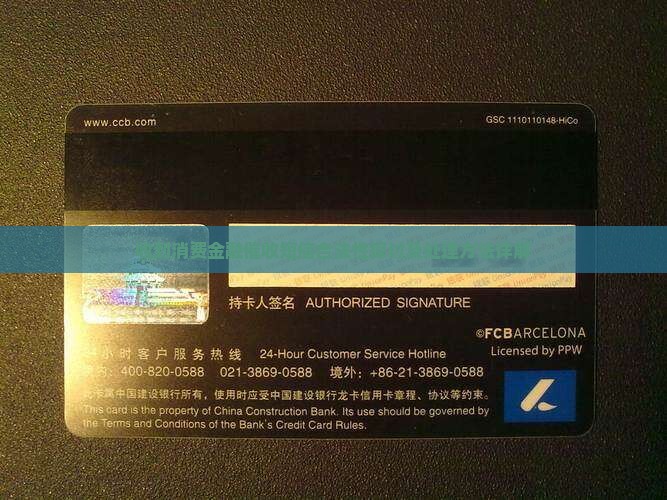 www.ccb.com
GSC 1110110148-HiCo
消费金融
持卡人签名 AUTHORIZED SIGNATURE
©FCBARCELONA
Licensed by PPW
小时客户服务热线 24-Hour Customer Service Hotline
400-820-0588 021-3869-0588 境外: +86-21-3869-0588
卡属中国建设银行所有，使用时应受中国建设银行龙卡信用卡章程、协议等约束。
This card is the property of China Construction Bank. Its use should be governed by
the Terms and Conditions of the Bank's Credit Card Rules.